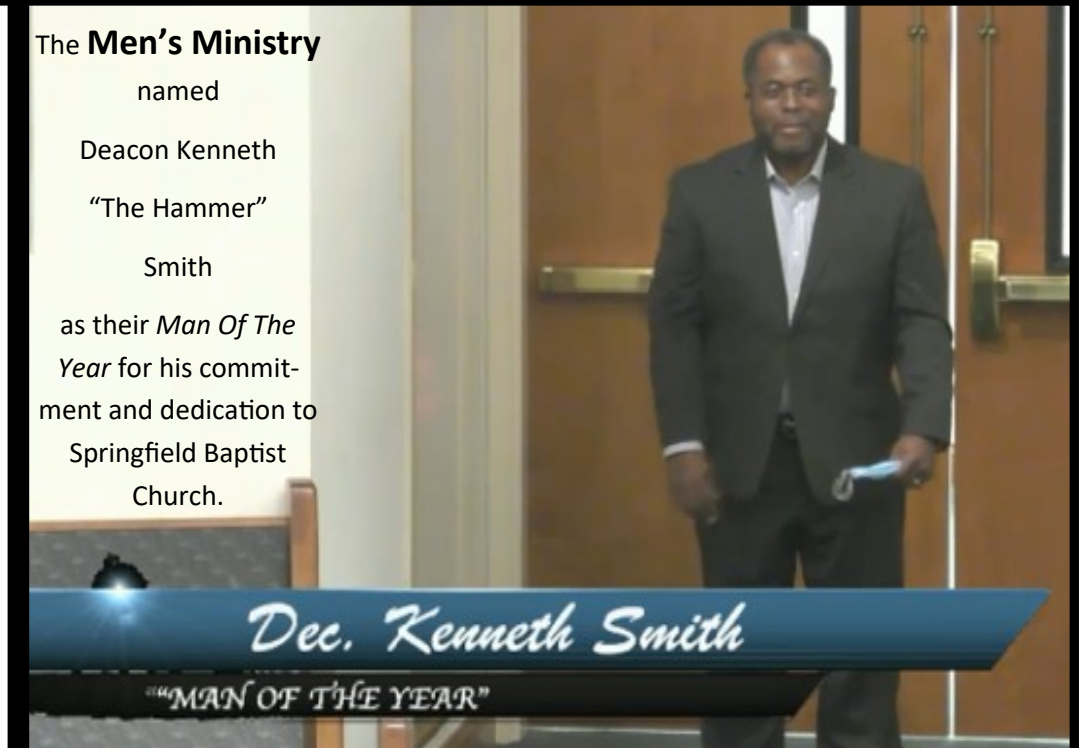 The Men’s Ministry
named
Deacon Kenneth
“The Hammer”
Smith
as their Man Of The
Year for his commit-
ment and dedication to
Springfield Baptist
Church.
Dec. Kenneth Smith
““MAN OF THE YEAR”